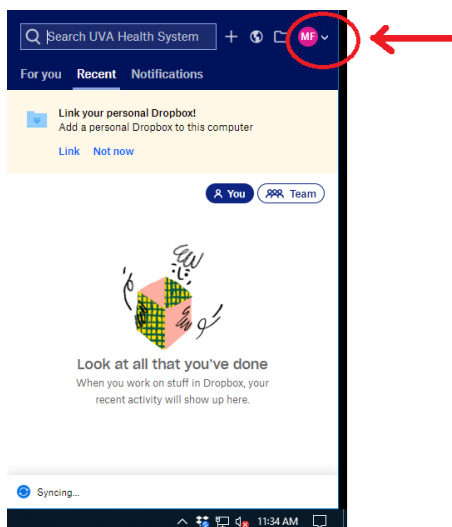 Search UVA Health System
MF
For you Recent Notifications
Link your personal Dropbox!
Add a personal Dropbox to this computer
Link Not now
You Team
Look at all that you've done
When you work on stuff in Dropbox, your
recent activity will show up here.
Syncing...
11:34 AM